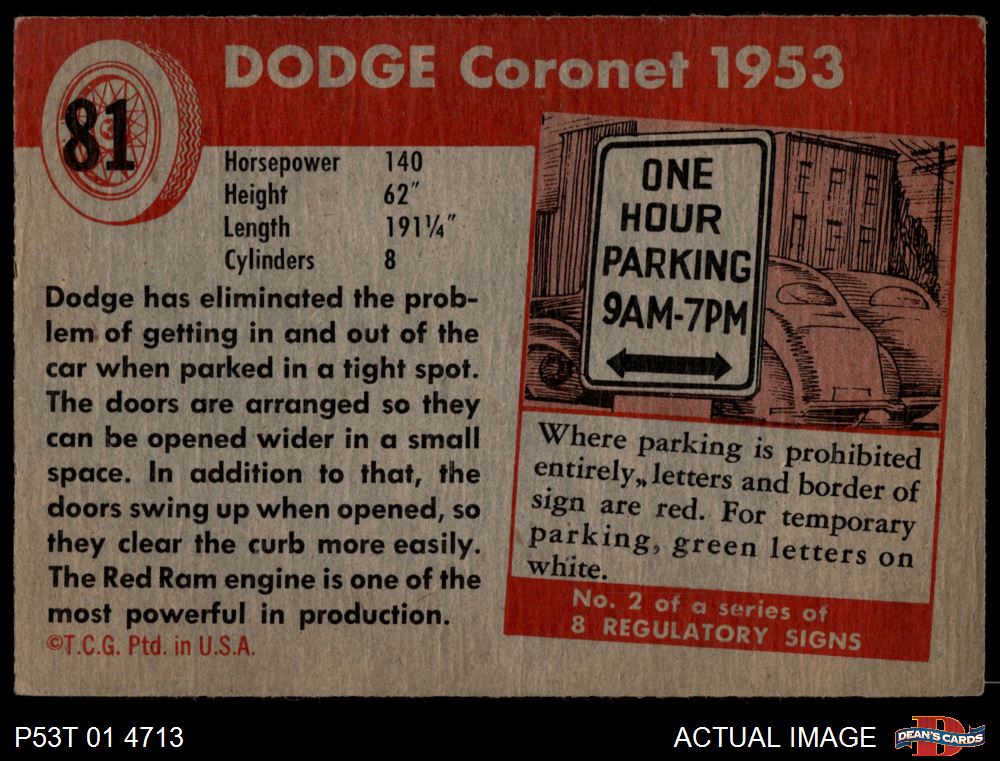 81
DODGE Coronet 1953
Horsepower 140
Height 62"
Length 191¼"
Cylinders 8
Dodge has eliminated the prob-
lem of getting in and out of the
car when parked in a tight spot.
The doors are arranged so they
can be opened wider in a small
space. In addition to that, the
doors swing up when opened, so
they clear the curb more easily.
The Red Ram engine is one of the
most powerful in production.
©T.C.G. Ptd. in U.S.A.
ONE
HOUR
PARKING
9AM-7PM
Where parking is prohibited
entirely,, letters and border of
sign are red. For temporary
parking, green letters on
white.
No. 2 of a series of
8 REGULATORY SIGNS
P53T 01 4713
ACTUAL IMAGE
D
DEAN'S CARDS